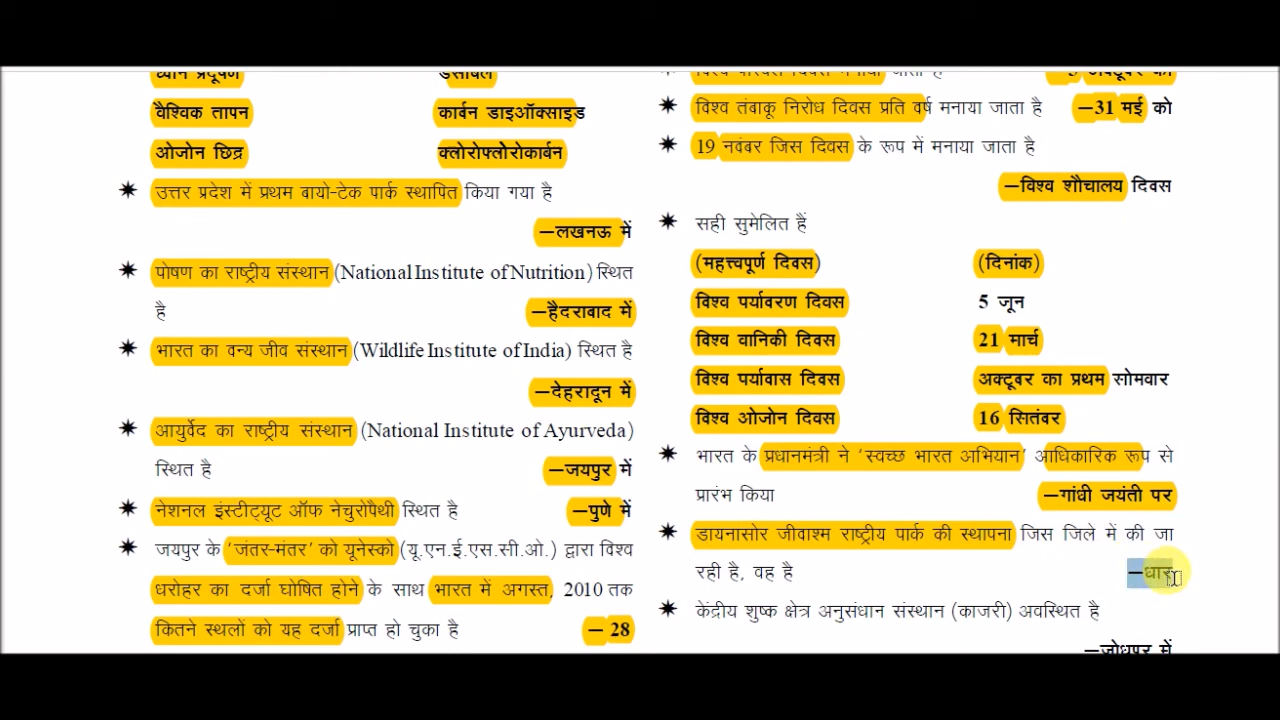 ध्वनि प्रदूषण डेसीबल
वैश्विक तापन कार्बन डाइऑक्साइड
ओजोन छिद्र क्लोरोफ्लोरोकार्बन
✷ उत्तर प्रदेश में प्रथम बायो-टेक पार्क स्थापित किया गया है
–लखनऊ में
✷ पोषण का राष्ट्रीय संस्थान (National Institute of Nutrition) स्थित
है –हैदराबाद में
✷ भारत का वन्य जीव संस्थान (Wildlife Institute of India) स्थित है
–देहरादून में
✷ आयुर्वेद का राष्ट्रीय संस्थान (National Institute of Ayurveda)
स्थित है –जयपुर में
✷ नेशनल इंस्टीट्यूट ऑफ नेचुरोपैथी स्थित है –पुणे में
✷ जयपुर के ‘जंतर-मंतर’ को यूनेस्को (यू.एन.ई.एस.सी.ओ.) द्वारा विश्व
धरोहर का दर्जा घोषित होने के साथ भारत में अगस्त, 2010 तक
कितने स्थलों को यह दर्जा प्राप्त हो चुका है – 28
✷ विश्व तंबाकू निरोध दिवस प्रति वर्ष मनाया जाता है –31 मई को
✷ 19 नवंबर जिस दिवस के रूप में मनाया जाता है
–विश्व शौचालय दिवस
✷ सही सुमेलित हैं
(महत्त्वपूर्ण दिवस) (दिनांक)
विश्व पर्यावरण दिवस 5 जून
विश्व वानिकी दिवस 21 मार्च
विश्व पर्यावास दिवस अक्टूबर का प्रथम सोमवार
विश्व ओजोन दिवस 16 सितंबर
✷ भारत के प्रधानमंत्री ने ‘स्वच्छ भारत अभियान’ आधिकारिक रूप से
प्रारंभ किया –गांधी जयंती पर
✷ डायनासोर जीवाश्म राष्ट्रीय पार्क की स्थापना जिस जिले में की जा
रही है, वह है –धार
✷ केंद्रीय शुष्क क्षेत्र अनुसंधान संस्थान (काजरी) अवस्थित है
–जोधपुर में